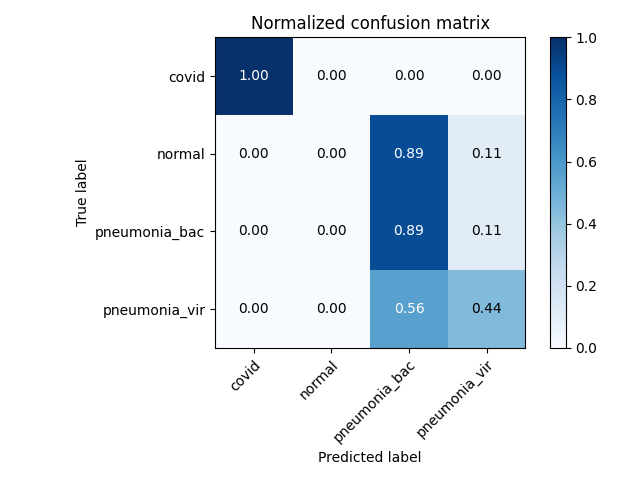 Normalized confusion matrix
True label
covid 1.00 0.00 0.00 0.00
normal 0.00 0.00 0.89 0.11
pneumonia_bac 0.00 0.00 0.89 0.11
pneumonia_vir 0.00 0.00 0.56 0.44
covid normal pneumonia_bac pneumonia_vir
Predicted label
1.0
0.8
0.6
0.4
0.2
0.0